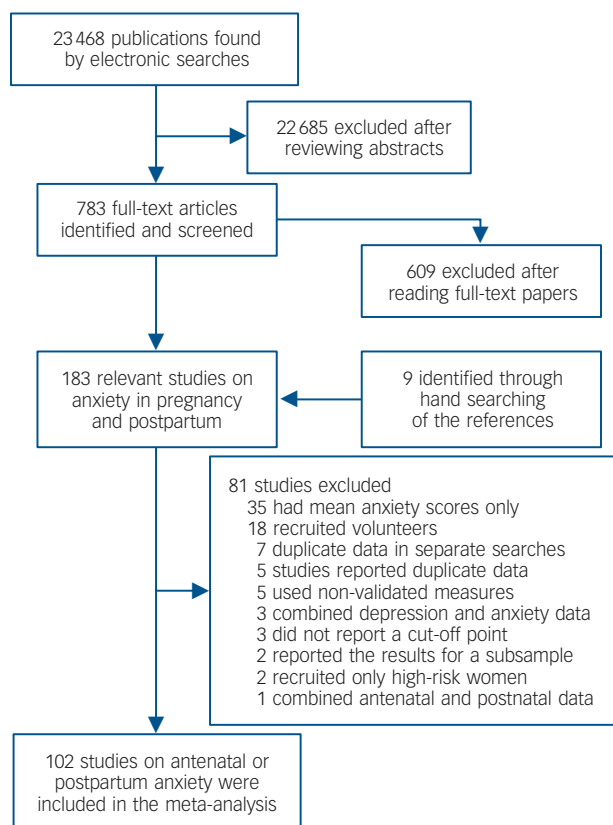 23 468 publications found
by electronic searches
22 685 excluded after
reviewing abstracts
783 full-text articles
identified and screened
609 excluded after
reading full-text papers
183 relevant studies on
anxiety in pregnancy
and postpartum
9 identified through
hand searching
of the references
81 studies excluded
35 had mean anxiety scores only
18 recruited volunteers
7 duplicate data in separate searches
5 studies reported duplicate data
5 used non-validated measures
3 combined depression and anxiety data
3 did not report a cut-off point
2 reported the results for a subsample
2 recruited only high-risk women
1 combined antenatal and postnatal data
102 studies on antenatal or
postpartum anxiety were
included in the meta-analysis